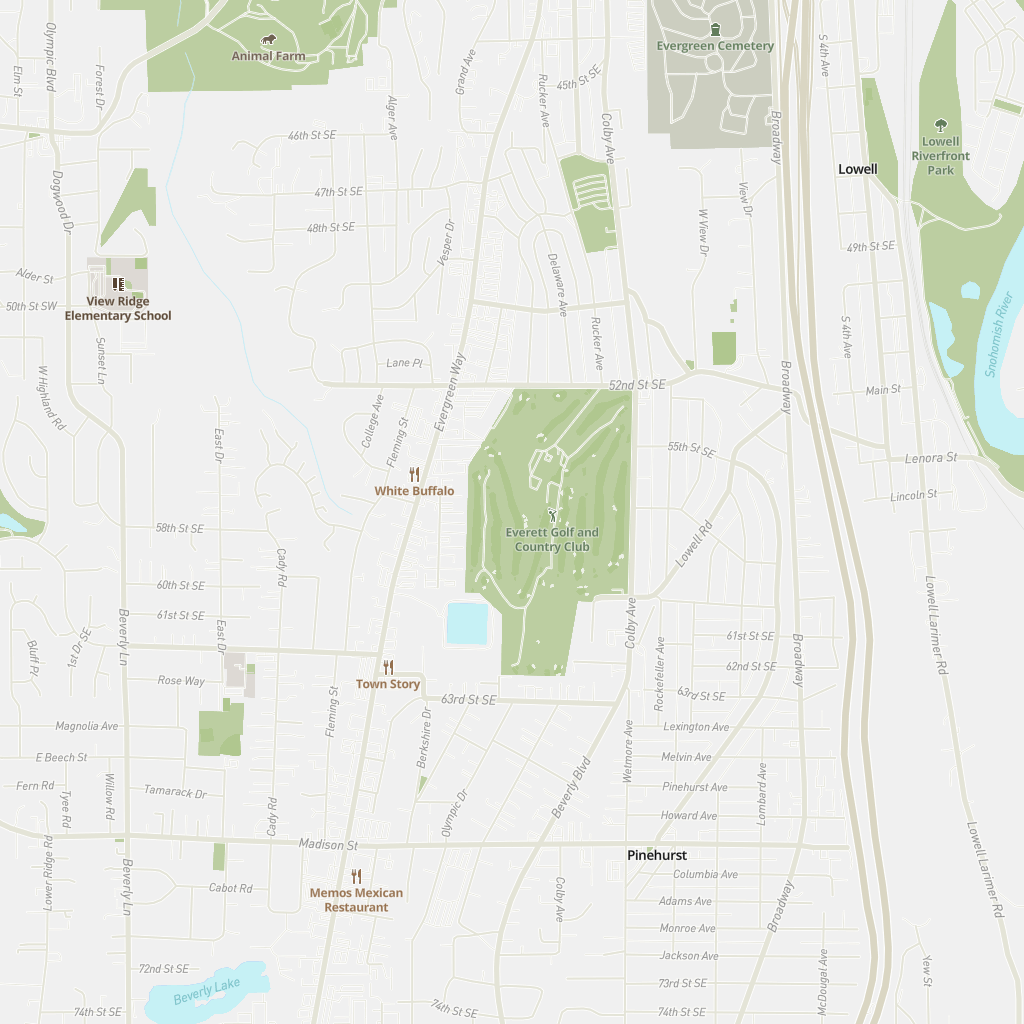 Olympic Blvd
Elm St
Forest Dr
Animal Farm
Grand Ave
Alger Ave
Rucker Ave
45th St SE
Colby Ave
Evergreen Cemetery
Broadway
S 4th Ave
Lowell
Lowell
Riverfront
Park
46th St SE
47th St SE
48th St SE
Vesper Dr
Dogwood Dr
View Dr
W View Dr
49th St SE
Alder St
50th St SW
View Ridge
Elementary School
Delaware Ave
Rucker Ave
S 4th Ave
Snohomish River
Sunset Ln
W Highland Rd
Lane Pl
Evergreen Way
52nd St SE
Broadway
Main St
College Ave
Fleming St
East Dr
55th St SE
Lenora St
White Buffalo
Lincoln St
58th St SE
Cady Rd
Everett Golf and
Country Club
Lowell Rd
60th St SE
61st St SE
Beverly Ln
East Dr
1st Dr SE
Bluff Pl
Colby Ave
Rockefeller Ave
61st St SE
62nd St SE
Broadway
Lowell Larimer Rd
Rose Way
Town Story
63rd St SE
63rd St SE
Fleming St
Berkshire Dr
Magnolia Ave
E Beech St
Fern Rd
Tyee Rd
Willow Rd
Tamarack Dr
Cady Rd
Olympic Dr
Beverly Blvd
Wetmore Ave
Lexington Ave
Melvin Ave
Pinehurst Ave
Howard Ave
Lombard Ave
Lowell Larimer Rd
Madison St
Pinehurst
Lower Ridge Rd
Beverly Ln
Cabot Rd
Memos Mexican
Restaurant
Colby Ave
Columbia Ave
Adams Ave
Monroe Ave
Jackson Ave
Broadway
McDougal Ave
Yew St
72nd St SE
Beverly Lake
74th St SE
74th St SE
73rd St SE
74th St SE